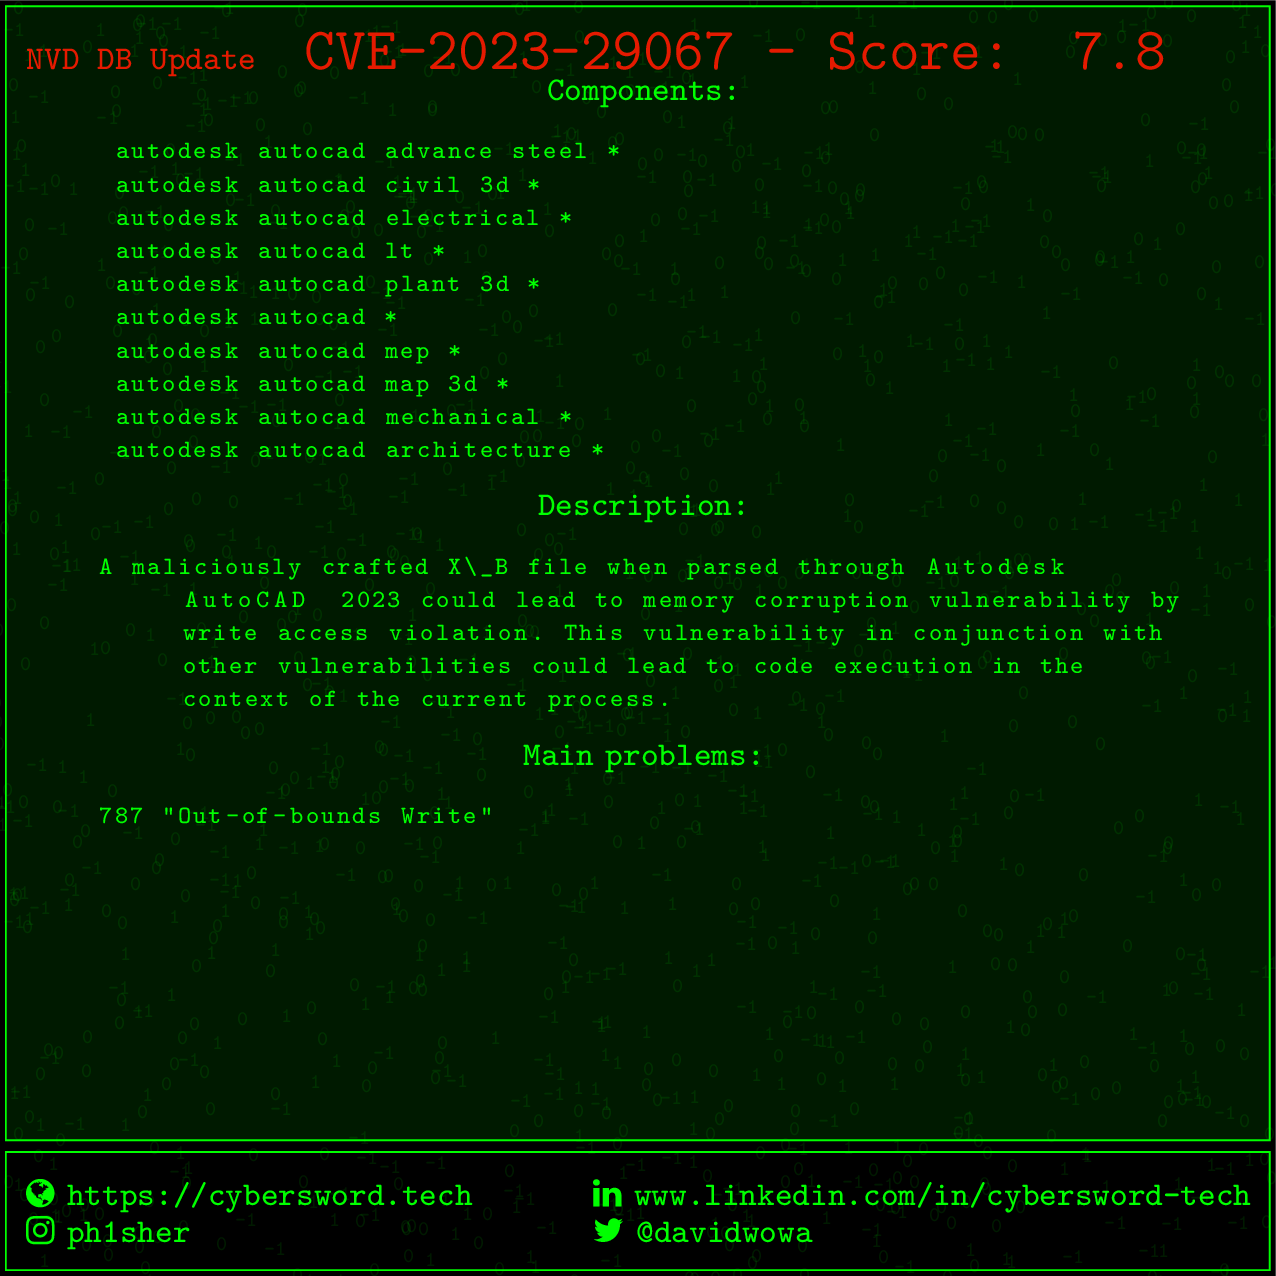 NVD DB Update CVE-2023-29067 - Score: 7.8
Components:
autodesk autocad advance steel *
autodesk autocad civil 3d *
autodesk autocad electrical *
autodesk autocad lt *
autodesk autocad plant 3d *
autodesk autocad *
autodesk autocad mep *
autodesk autocad map 3d *
autodesk autocad mechanical *
autodesk autocad architecture *
Description:
A maliciously crafted X\_B file when parsed through Autodesk
AutoCAD 2023 could lead to memory corruption vulnerability by
write access violation. This vulnerability in conjunction with
other vulnerabilities could lead to code execution in the
context of the current process.
Main problems:
787 "Out-of-bounds Write"
https://cybersword.tech www.linkedin.com/in/cybersword-tech
ph1sher @davidwowa